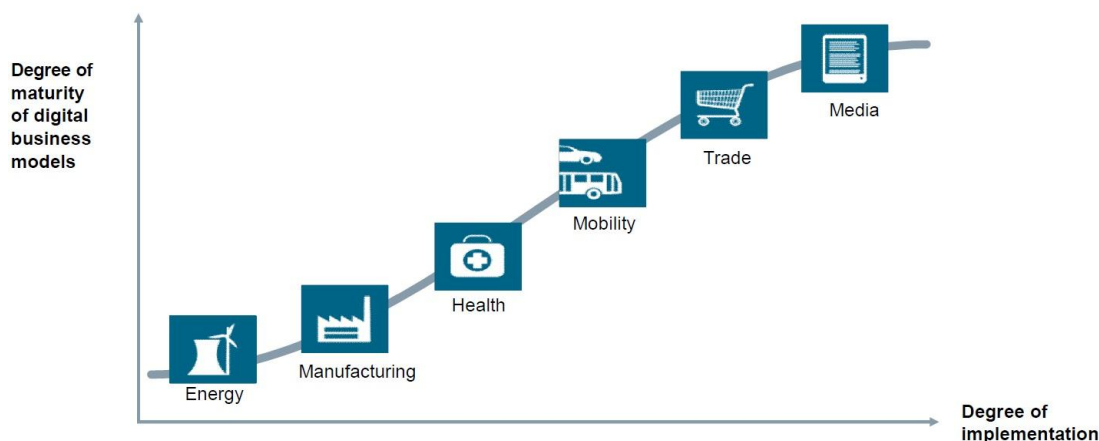 Degree of
maturity
of digital
business
models
Media
Trade
Mobility
Health
Manufacturing
Energy
Degree of
implementation